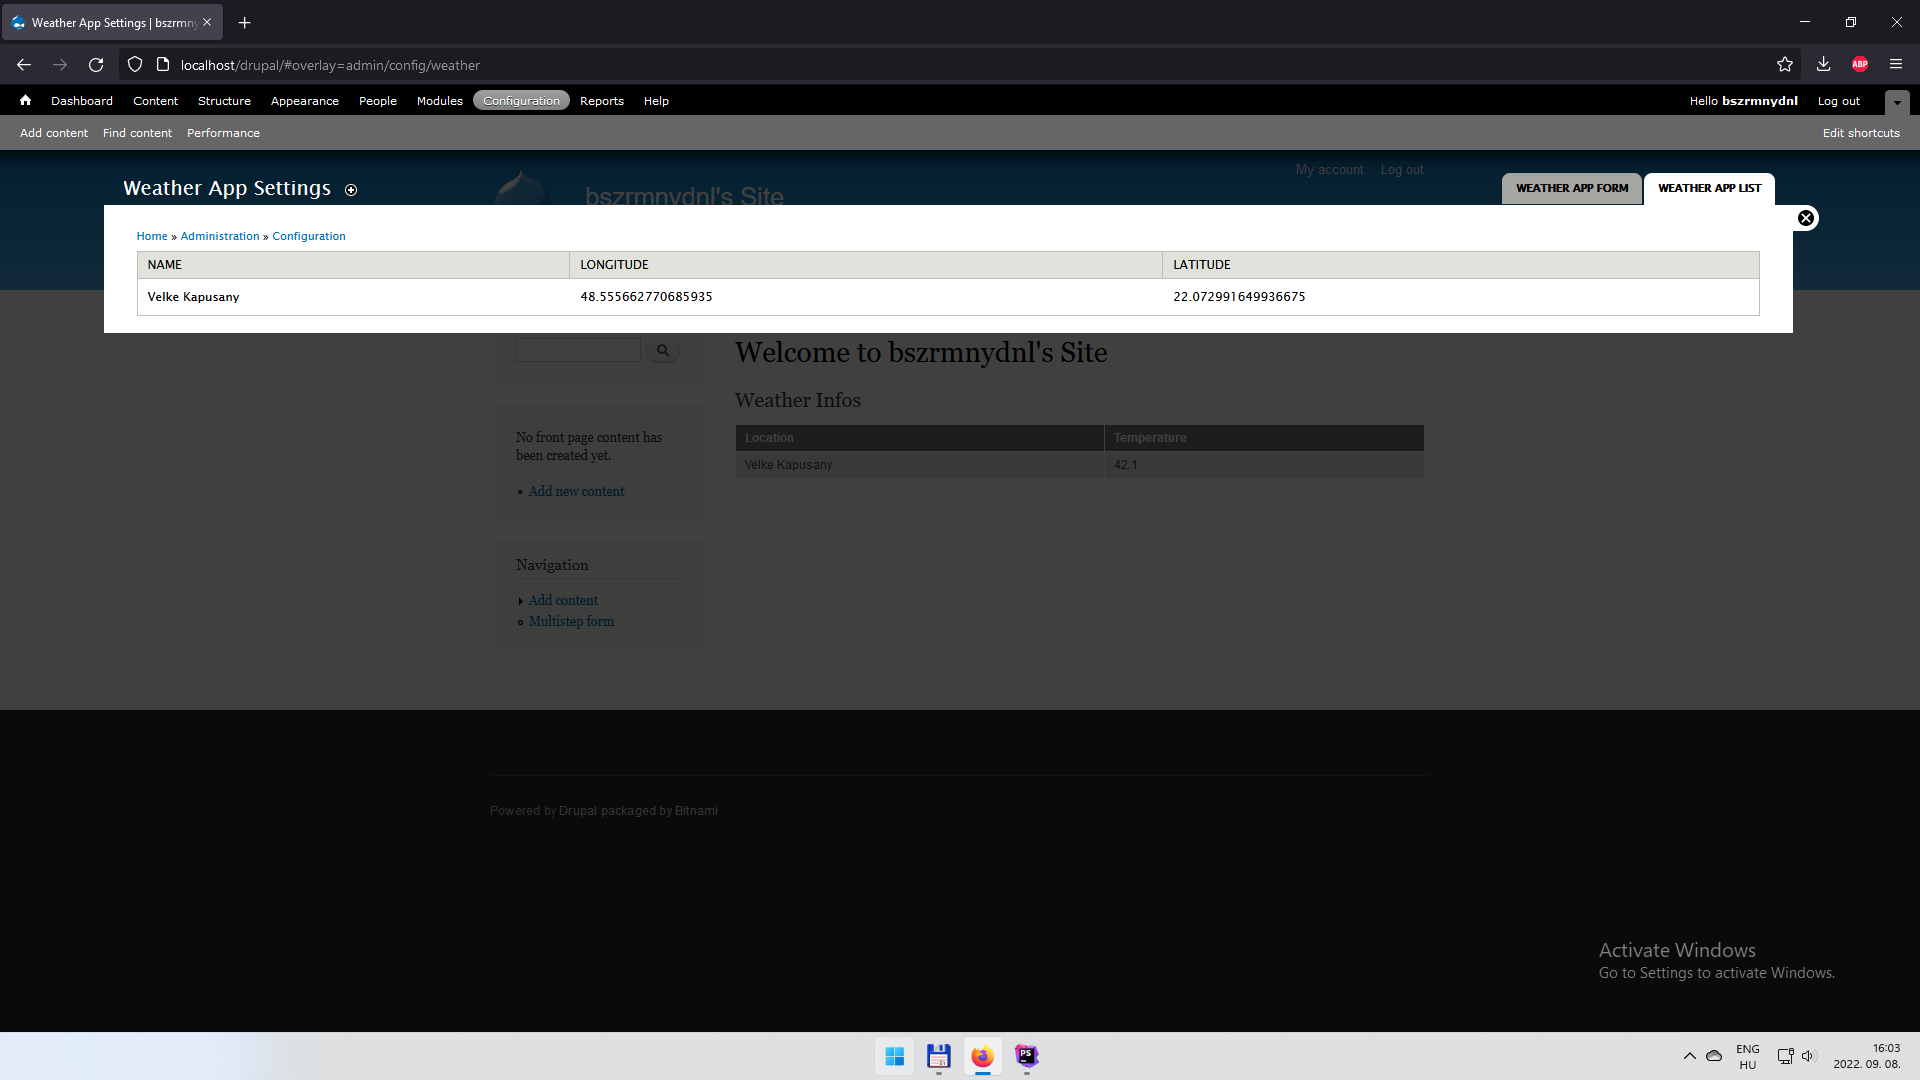 Weather App Settings | bszrmny
localhost/drupal/#overlay=admin/config/weather
ABP
Dashboard Content Structure Appearance People Modules Configuration Reports Help
Hello bszrmnydnl Log out
Add content Find content Performance
Edit shortcuts
My account Log out
Weather App Settings
bszrmnydnl's Site
WEATHER APP FORM WEATHER APP LIST
Home » Administration » Configuration
NAME LONGITUDE LATITUDE
Velke Kapusany 48.555662770685935 22.072991649936675
Welcome to bszrmnydnl's Site
Weather Infos
Location Temperature
Velke Kapusany 42.1
No front page content has
been created yet.
Add new content
Navigation
Add content
Multistep form
Powered by Drupal packaged by Bitnami
Activate Windows
Go to Settings to activate Windows.
PS
ENG
HU
16:03
2022. 09. 08.